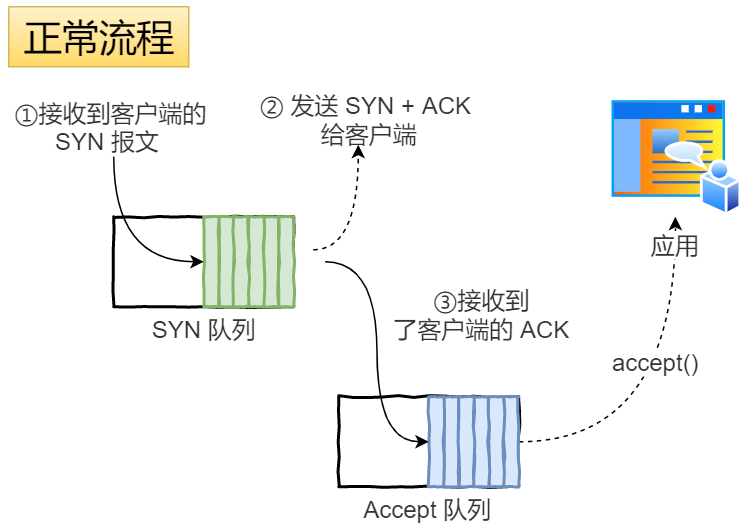 正常流程
①接收到客户端的
SYN 报文
② 发送 SYN + ACK
给客户端
SYN 队列
应用
③接收到
了客户端的 ACK
accept()
Accept 队列